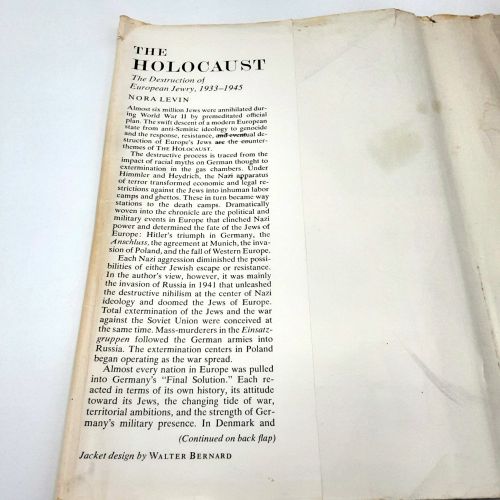 THE
HOLOCAUST
The Destruction of
European Jewry, 1933–1945
NORA LEVIN
Almost six million Jews were annihilated dur-
ing World War II by premeditated official
plan. The swift descent of a modern European
state from anti-Semitic ideology to genocide
and the response, resistance, and eventual de-
struction of Europe's Jews are the counter-
themes of THE HOLOCAUST.
The destructive process is traced from the
impact of racial myths on German thought to
extermination in the gas chambers. Under
Himmler and Heydrich, the Nazi apparatus
of terror transformed economic and legal re-
strictions against the Jews into inhuman labor
camps and ghettos. These in turn became way
stations to the death camps. Dramatically
woven into the chronicle are the political and
military events in Europe that clinched Nazi
power and determined the fate of the Jews of
Europe: Hitler's triumph in Germany, the
Anschluss, the agreement at Munich, the inva-
sion of Poland, and the fall of Western Europe.
Each Nazi aggression diminished the possi-
bilities of either Jewish escape or resistance.
In the author's view, however, it was mainly
the invasion of Russia in 1941 that unleashed
the destructive nihilism at the center of Nazi
ideology and doomed the Jews of Europe.
Total extermination of the Jews and the war
against the Soviet Union were conceived at
the same time. Mass-murderers in the Einsatz-
gruppen followed the German armies into
Russia. The extermination centers in Poland
began operating as the war spread.
Almost every nation in Europe was pulled
into Germany's “Final Solution.” Each re-
acted in terms of its own history, its attitude
toward its Jews, the changing tide of war,
territorial ambitions, and the strength of Ger-
many's military presence. In Denmark and
(Continued on back flap)
Jacket design by WALTER BERNARD